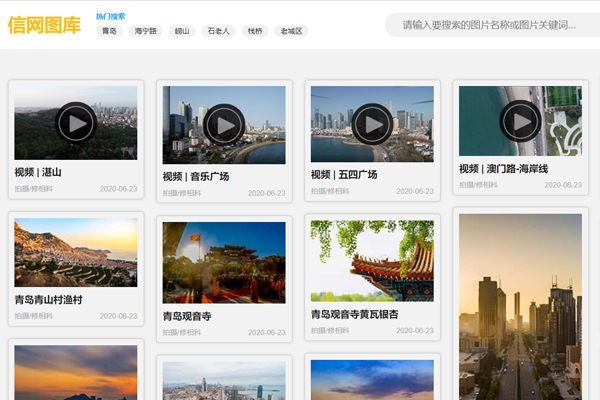 信网图库
热门搜索
青岛 海宁路 崂山 石老人 栈桥 老城区
请输入要搜索的图片名称或图片关键词...
视频 | 湛山
拍摄/修相科 2020-06-23
视频 | 音乐广场
拍摄/修相科 2020-06-23
视频 | 五四广场
拍摄/修相科 2020-06-23
视频 | 澳门路-海岸线
拍摄/修相科 2020-06-23
青岛青山村渔村
拍摄/修相科 2020-06-23
青岛观音寺
拍摄/修相科 2020-06-23
青岛观音寺黄瓦银杏
拍摄/修相科 2020-06-23